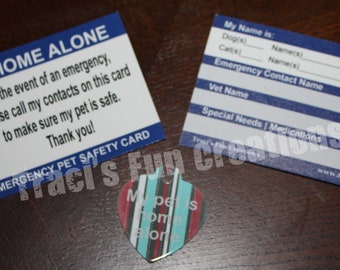 HOME ALONE
the event of an emergency,
se call my contacts on this card
to make sure my pet is safe.
Thank you!
EMERGENCY PET SAFETY CARD
My Name is:
Dog(s) Name(s)
Cat(s) Name(s)
Emergency Contact Name
Vet Name
Special Needs / Medication
My pet is
home
alone
Traci's Fun Creations